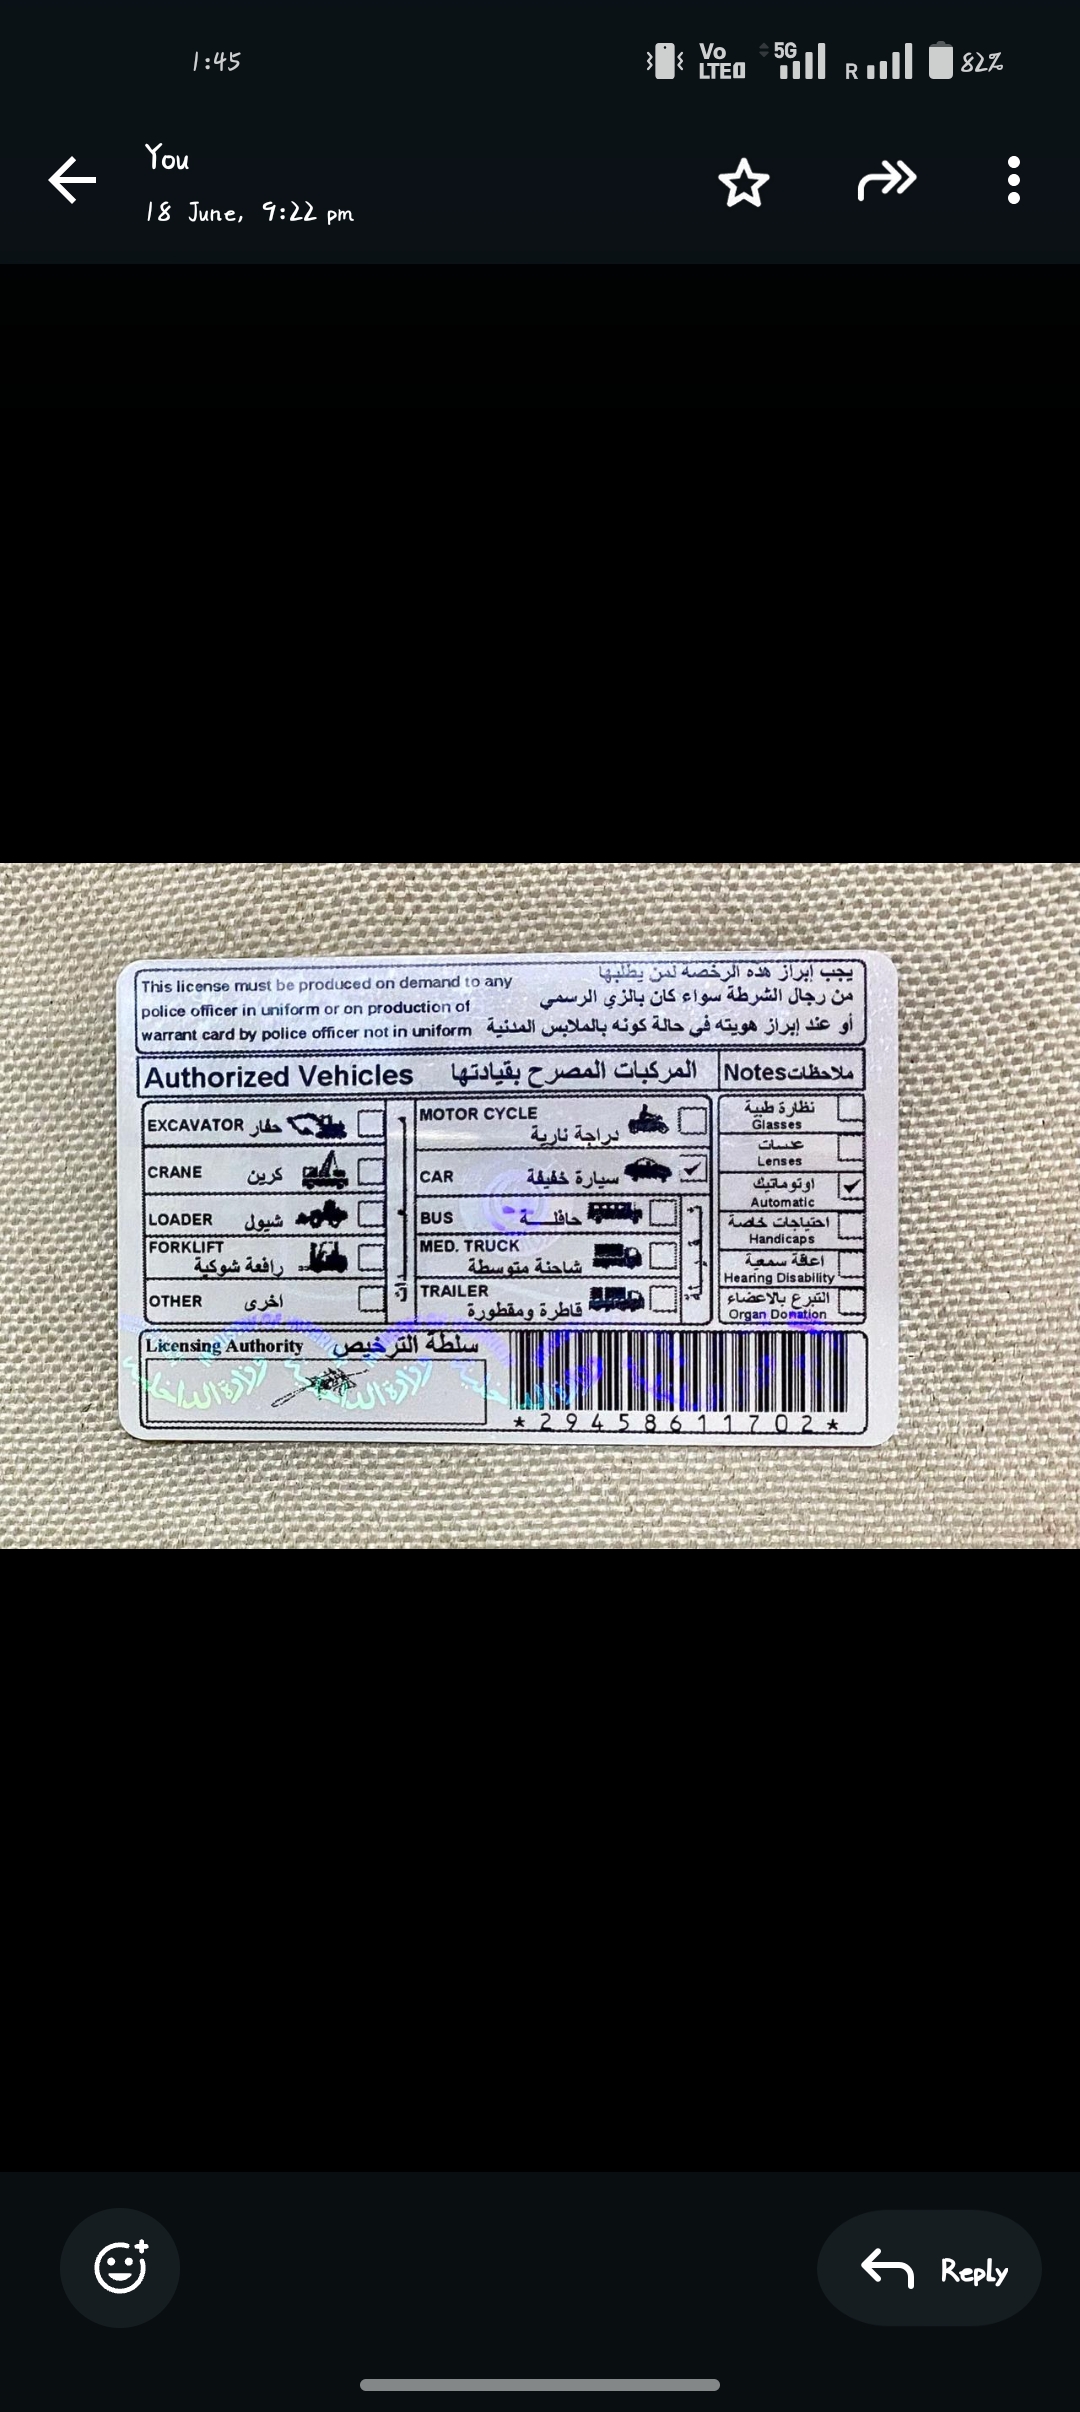 1:45
Vo LTE 5G R 82%
You
18 June, 9:22 pm
This license must be produced on demand to any
police officer in uniform or on production of
warrant card by police officer not in uniform
يجب إبراز هذه الرخصة لمن يطلبها
من رجال الشرطة سواء كان بالزي الرسمي
أو عند إبراز هويته في حالة كونه بالملابس المدنية
Authorized Vehicles المركبات المصرح بقيادتها
Notes ملاحظات
EXCAVATOR حفار
CRANE كرين
LOADER شيول
FORKLIFT
رافعة شوكية
OTHER اخرى
MOTOR CYCLE
دراجة نارية
CAR سيارة خفيفة
BUS حافلـــة
MED. TRUCK
شاحنة متوسطة
TRAILER
قاطرة ومقطورة
نظارة طبية
Glasses
عدسات
Lenses
اوتوماتيك
Automatic
احتياجات خاصة
Handicaps
اعاقة سمعية
Hearing Disability
التبرع بالاعضاء
Organ Donation
Licensing Authority سلطة الترخيص
وزارة الداخلية
*29458611702*
Reply